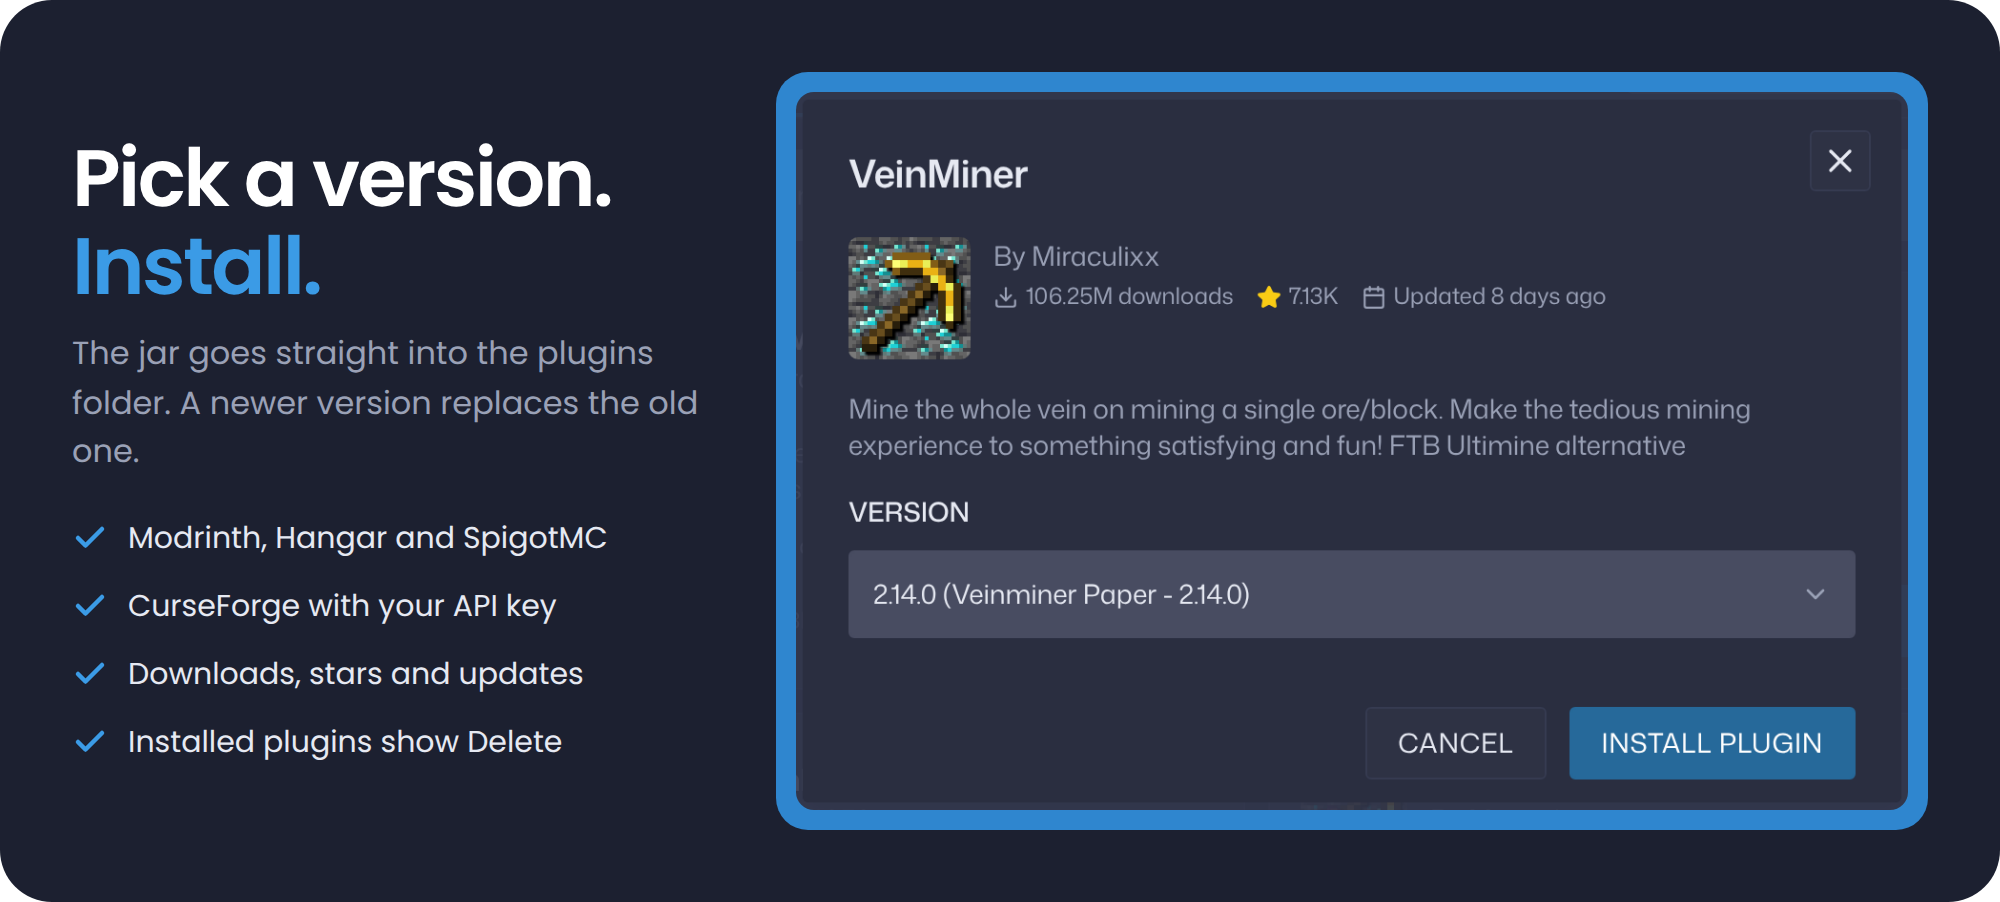 Pick a version.
Install.
The jar goes straight into the plugins
folder. A newer version replaces the old
one.
Modrinth, Hangar and SpigotMC
CurseForge with your API key
Downloads, stars and updates
Installed plugins show Delete
VeinMiner
By Miraculixx
106.25M downloads 7.13K Updated 8 days ago
Mine the whole vein on mining a single ore/block. Make the tedious mining
experience to something satisfying and fun! FTB Ultimine alternative
VERSION
2.14.0 (Veinminer Paper - 2.14.0)
CANCEL INSTALL PLUGIN